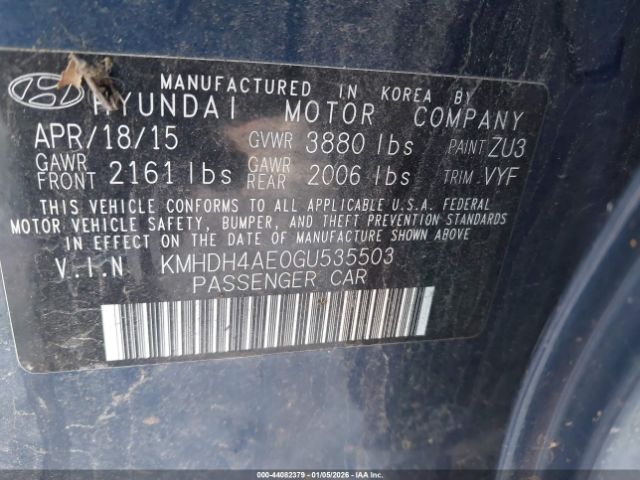 MANUFACTURED IN KOREA BY
HYUNDAI MOTOR COMPANY
APR/18/15 GVWR 3880 lbs PAINT ZU3
GAWR FRONT 2161 lbs GAWR REAR 2006 lbs TRIM VYF
THIS VEHICLE CONFORMS TO ALL APPLICABLE U.S.A. FEDERAL
MOTOR VEHICLE SAFETY, BUMPER, AND THEFT PREVENTION STANDARDS
IN EFFECT ON THE DATE OF MANUFACTURE SHOWN ABOVE
V.I.N KMHDH4AE0GU535503
PASSENGER CAR
000-44082379 - 01/05/2026 - IAAHC